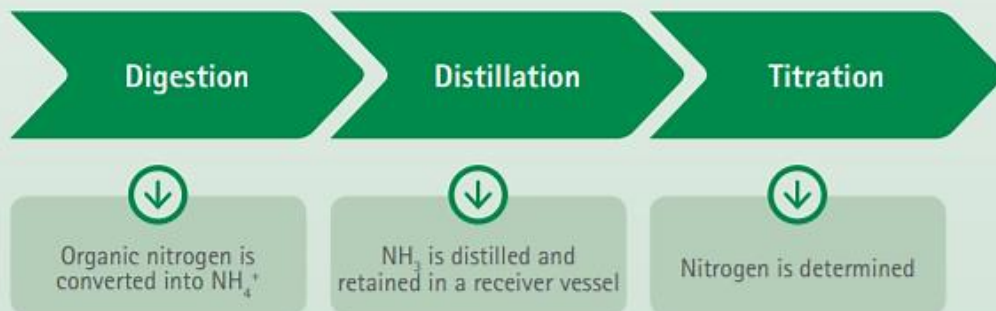 Digestion
Distillation
Titration
Organic nitrogen is
converted into NH₄⁺
NH₃ is distilled and
retained in a receiver vessel
Nitrogen is determined